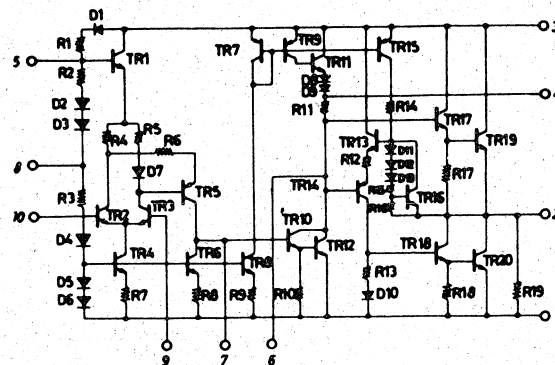 D1
3
R1
5
TR1
TR7
TR9
TR15
TR11
R2
D8
D9
4
D2
R11
R14
D3
TR17
R4
R5
R6
TR13
D11
TR19
8
D7
R12
D12
R17
TR5
TR14
D13
R3
R15
TR16
10
TR2
TR3
R16
2
TR10
D4
TR4
TR6
TR8
TR12
TR18
TR20
D5
R13
D6
R7
R8
R9
R10
D10
R18
R19
1
9
7
6